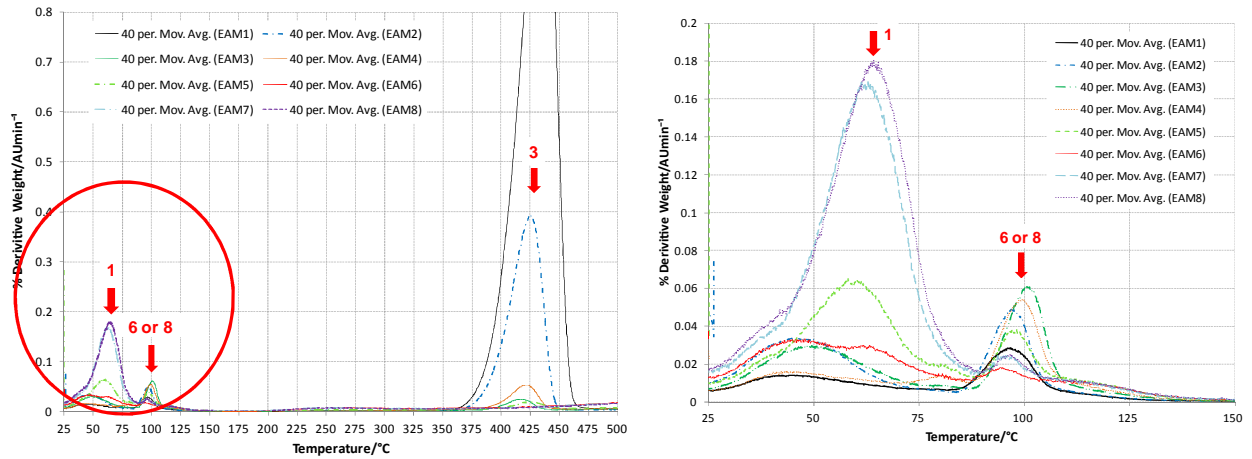 0.8
0.7
0.6
0.5
0.4
0.3
0.2
0.1
0
% Derivitive Weight/AUmin⁻¹
40 per. Mov. Avg. (EAM1) 40 per. Mov. Avg. (EAM2)
40 per. Mov. Avg. (EAM3) 40 per. Mov. Avg. (EAM4)
40 per. Mov. Avg. (EAM5) 40 per. Mov. Avg. (EAM6)
40 per. Mov. Avg. (EAM7) 40 per. Mov. Avg. (EAM8)
3
1
6 or 8
25 50 75 100 125 150 175 200 225 250 275 300 325 350 375 400 425 450 475 500
Temperature/°C
0.2
0.18
0.16
0.14
0.12
0.1
0.08
0.06
0.04
0.02
0
% Derivitive Weight/AUmin⁻¹
1
40 per. Mov. Avg. (EAM1)
40 per. Mov. Avg. (EAM2)
40 per. Mov. Avg. (EAM3)
40 per. Mov. Avg. (EAM4)
40 per. Mov. Avg. (EAM5)
40 per. Mov. Avg. (EAM6)
40 per. Mov. Avg. (EAM7)
40 per. Mov. Avg. (EAM8)
6 or 8
25 50 75 100 125 150
Temperature/°C